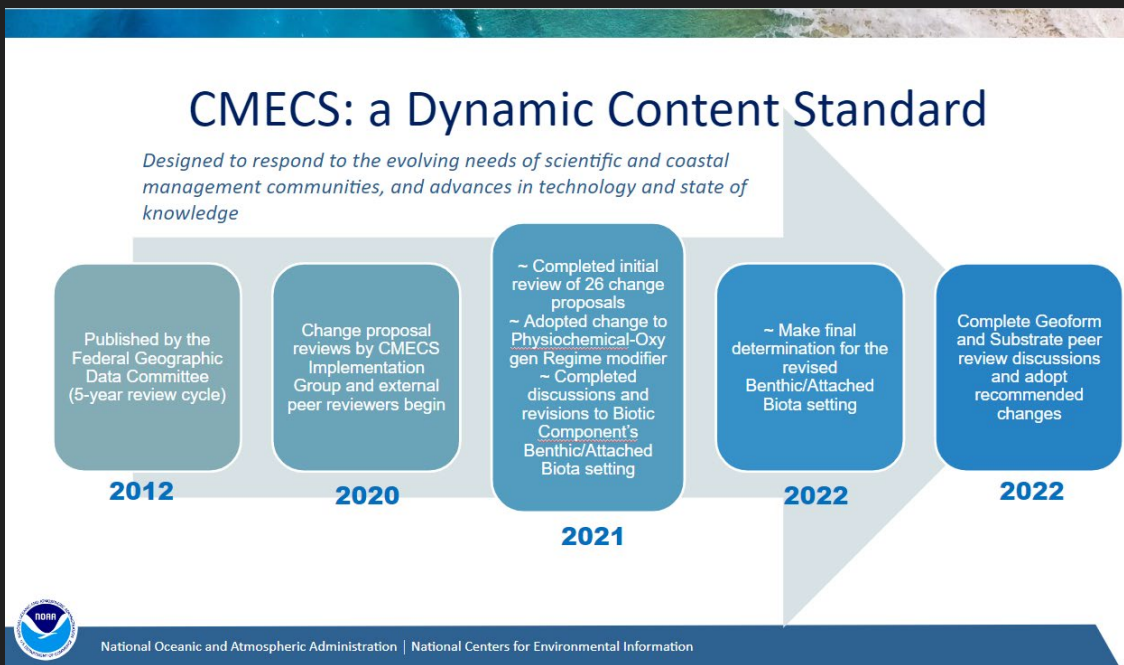 CMECS: a Dynamic Content Standard
Designed to respond to the evolving needs of scientific and coastal
management communities, and advances in technology and state of
knowledge
Published by the
Federal Geographic
Data Committee
(5-year review cycle)
2012
Change proposal
reviews by CMECS
Implementation
Group and external
peer reviewers begin
2020
~ Completed initial
review of 26 change
proposals
~ Adopted change to
Physiochemical-Oxy
gen Regime modifier
~ Completed
discussions and
revisions to Biotic
Component's
Benthic/Attached
Biota setting
2021
~ Make final
determination for the
revised
Benthic/Attached
Biota setting
2022
Complete Geoform
and Substrate peer
review discussions
and adopt
recommended
changes
2022
NOAA
National Oceanic and Atmospheric Administration | National Centers for Environmental Information